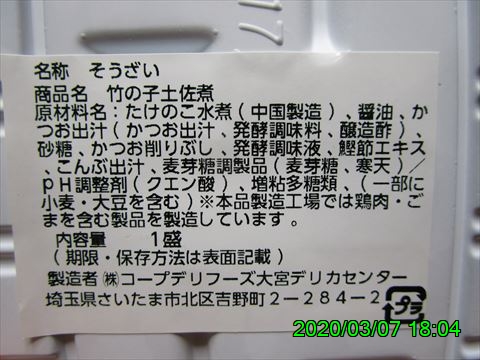 17
名称 そうざい
商品名 竹の子土佐煮
原材料名：たけのこ水煮（中国製造）、醤油、か
つお出汁（かつお出汁、発酵調味料、醸造酢）、
砂糖、かつお削りぶし、発酵調味液、鰹節エキス
、こんぶ出汁、麦芽糖調製品（麦芽糖、寒天）／
pH調整剤（クエン酸）、増粘多糖類、（一部に
小麦・大豆を含む）※本品製造工場では鶏肉・ご
まを含む製品を製造しています。
内容量 1盛
（期限・保存方法は表面記載）
製造者 ㈱コープデリフーズ大宮デリカセンター
埼玉県さいたま市北区吉野町2－284－2
プラ
2020/03/07 18:04